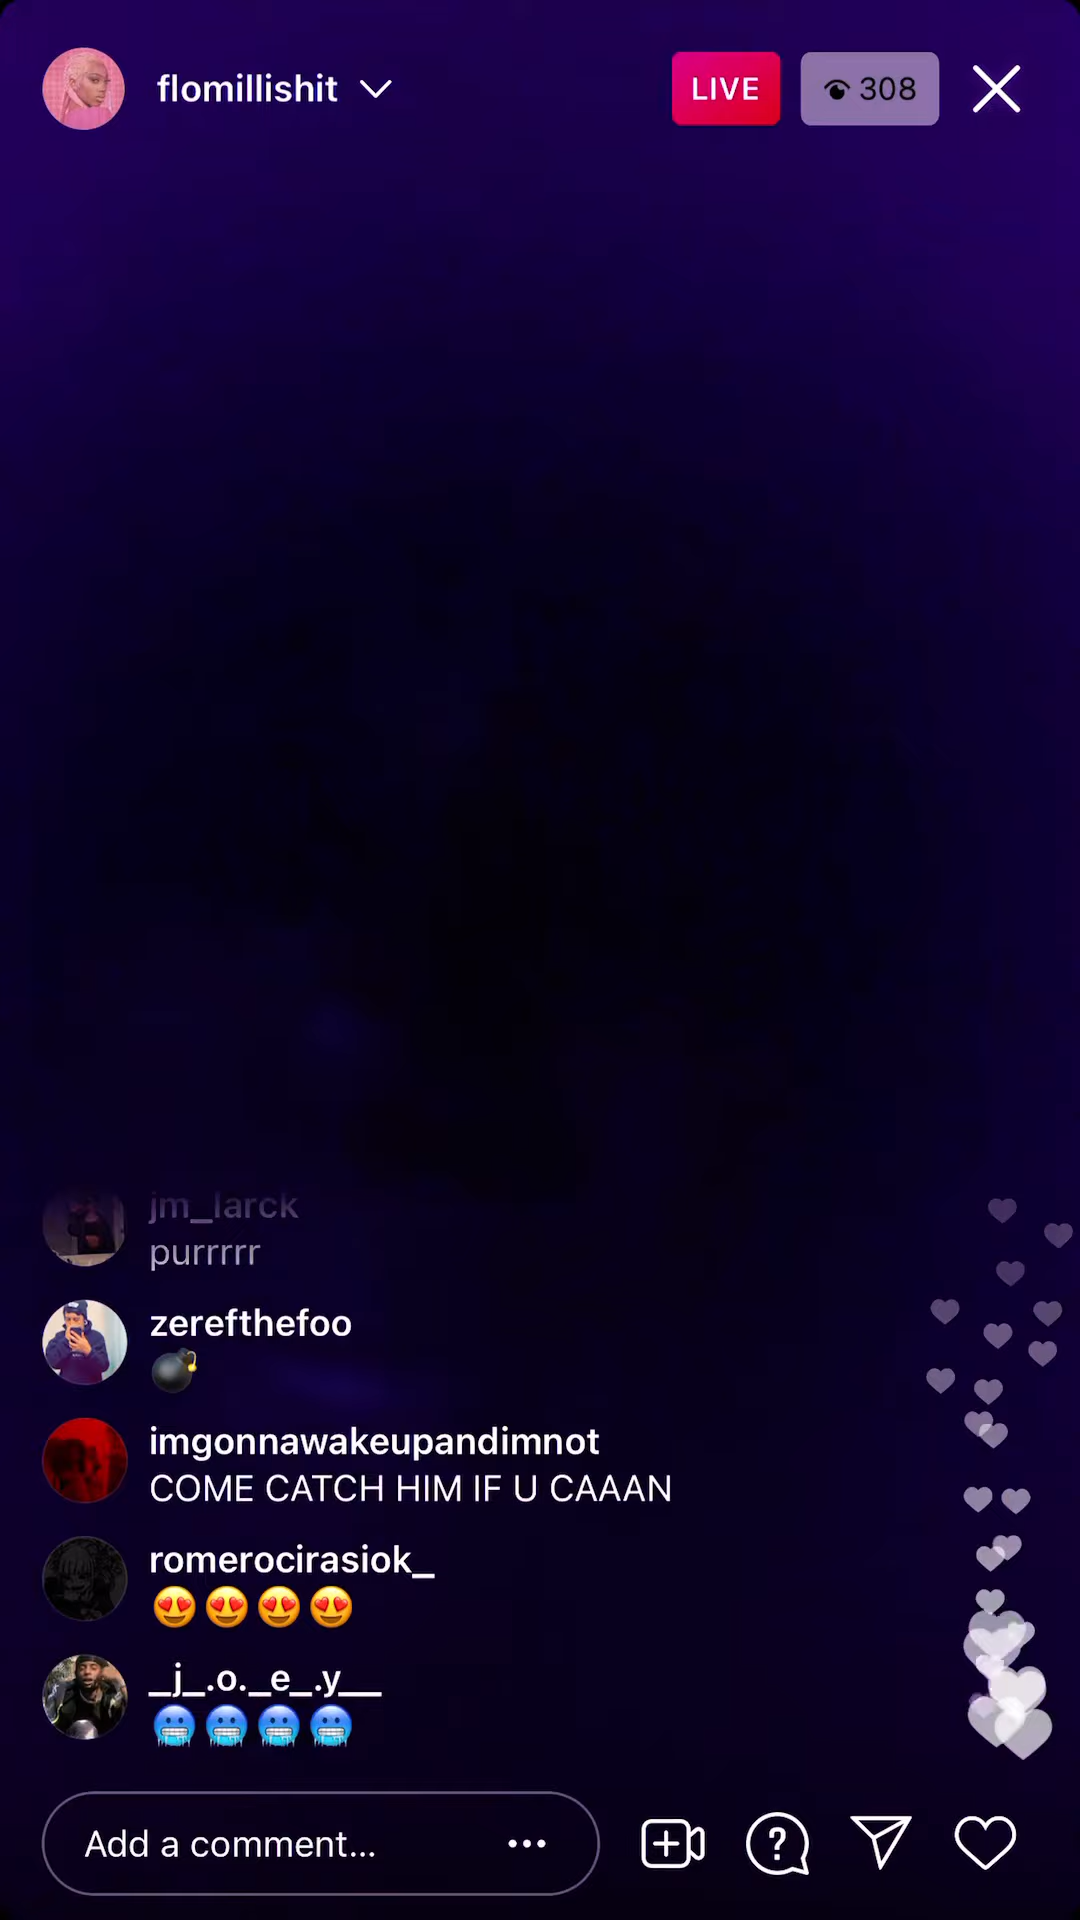 flomillishit
LIVE
308
jm_larck
purrrrr
zerefthefoo
💣
imgonnawakeupandimnot
COME CATCH HIM IF U CAAAN
romerocirasiok_
😍😍😍😍
_j_.o._e_.y__
🥶🥶🥶🥶
Add a comment...